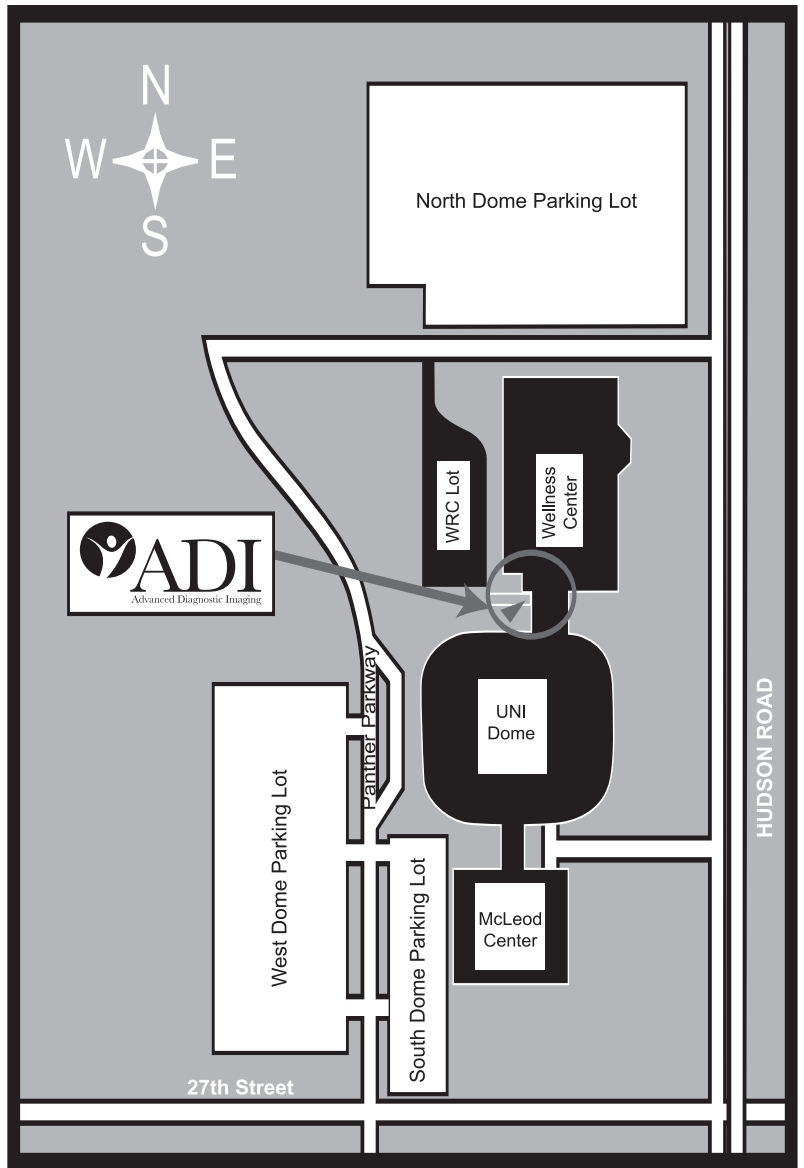 N
W E
S
North Dome Parking Lot
WRC Lot
Wellness
Center
ADI
Advanced Diagnostic Imaging
Panther Parkway
UNI
Dome
HUDSON ROAD
West Dome Parking Lot
South Dome Parking Lot
McLeod
Center
27th Street